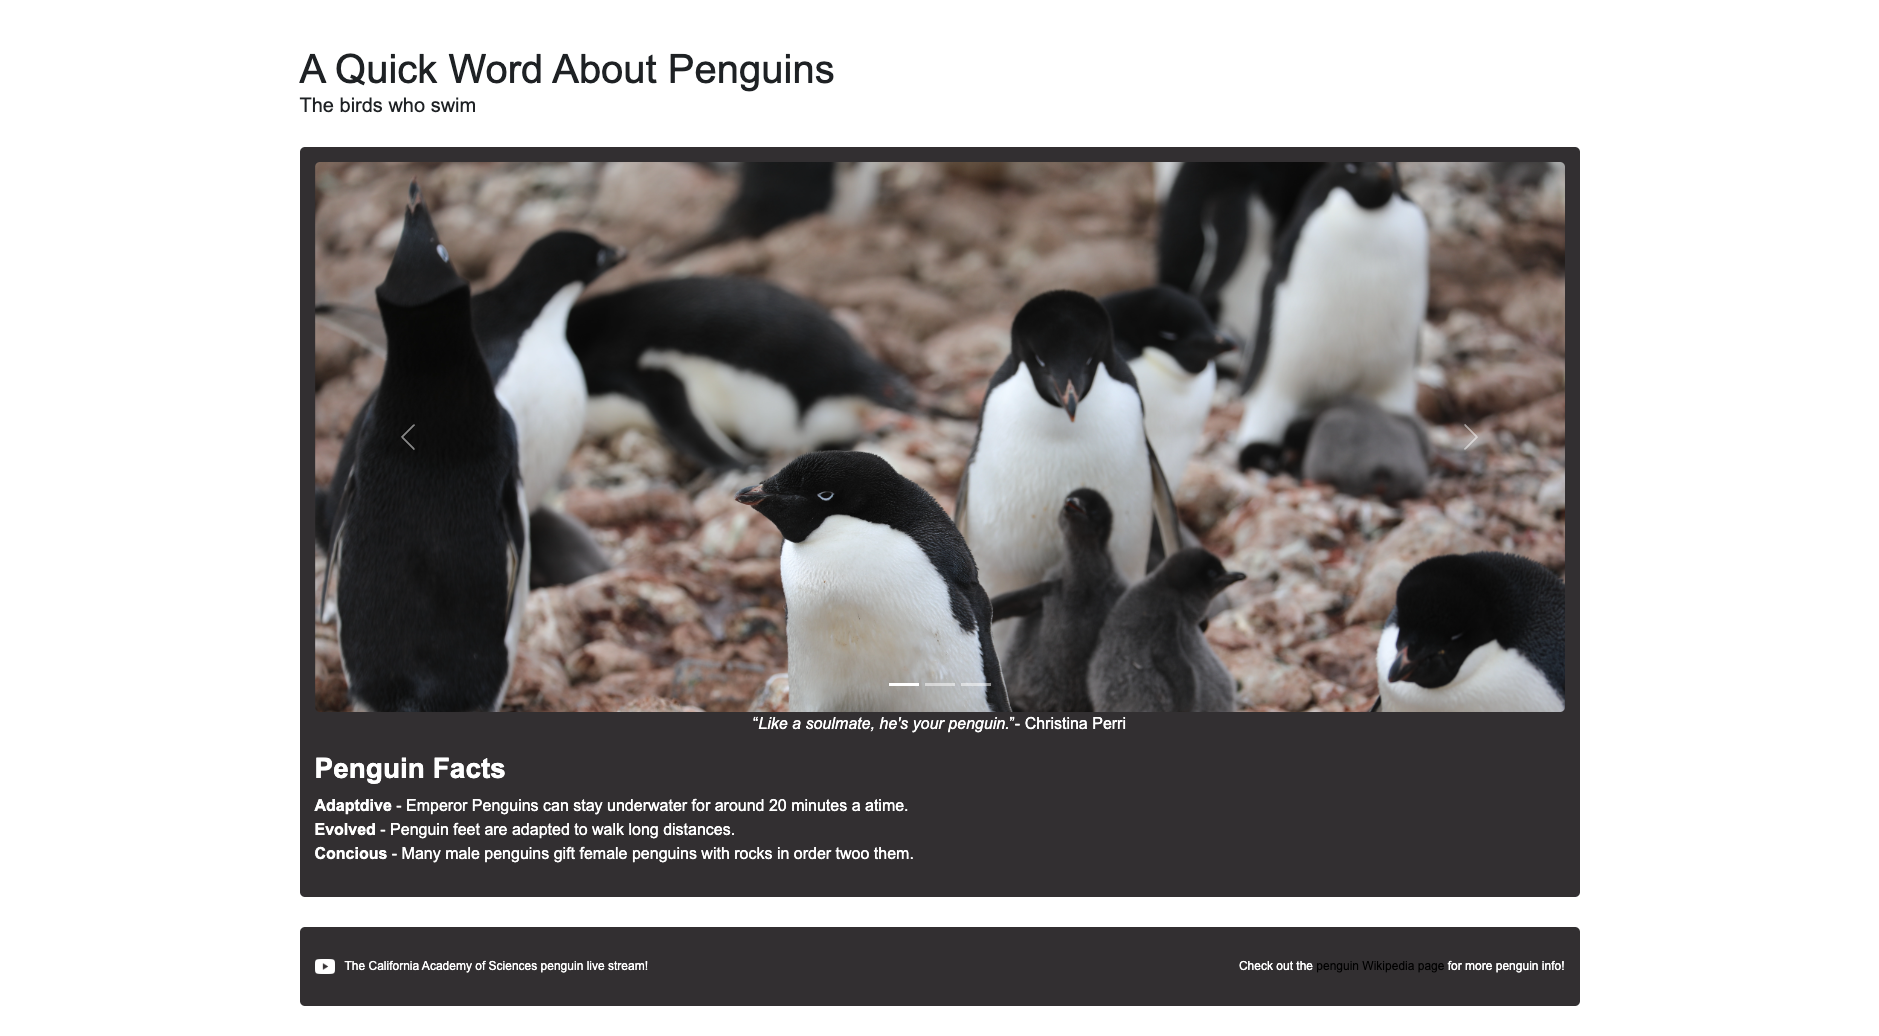 A Quick Word About Penguins
The birds who swim
“Like a soulmate, he's your penguin.”- Christina Perri
Penguin Facts
Adaptdive - Emperor Penguins can stay underwater for around 20 minutes a atime.
Evolved - Penguin feet are adapted to walk long distances.
Concious - Many male penguins gift female penguins with rocks in order twoo them.
The California Academy of Sciences penguin live stream!
Check out the penguin Wikipedia page for more penguin info!